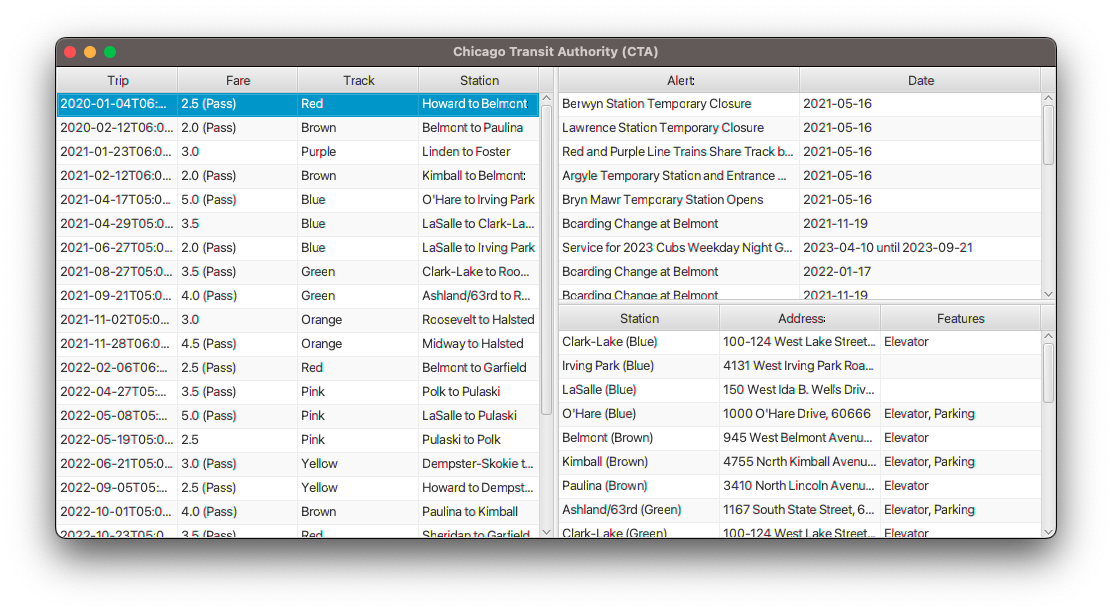 Chicago Transit Authority (CTA)
Trip Fare Track Station
2020-01-04T06:... 2.5 (Pass) Red Howard to Belmont
2020-02-12T06:0... 2.0 (Pass) Brown Belmont to Paulina
2021-01-23T06:0... 3.0 Purple Linden to Foster
2021-02-12T06:0... 2.0 (Pass) Brown Kimball to Belmont
2021-04-17T05:0... 5.0 (Pass) Blue O'Hare to Irving Park
2021-04-29T05:0... 3.5 Blue LaSalle to Clark-La...
2021-06-27T05:0... 2.0 (Pass) Blue LaSalle to Irving Park
2021-08-27T05:0... 3.5 (Pass) Green Clark-Lake to Roo...
2021-09-21T05:0... 4.0 (Pass) Green Ashland/63rd to R...
2021-11-02T05:0... 3.0 Orange Roosevelt to Halsted
2021-11-28T06:0... 4.5 (Pass) Orange Midway to Halsted
2022-02-06T06:... 2.5 (Pass) Red Belmont to Garfield
2022-04-27T05:... 3.5 (Pass) Pink Polk to Pulaski
2022-05-08T05:... 5.0 (Pass) Pink LaSalle to Pulaski
2022-05-19T05:0... 2.5 Pink Pulaski to Polk
2022-06-21T05:0... 3.0 (Pass) Yellow Dempster-Skokie t...
2022-09-05T05:... 2.5 (Pass) Yellow Howard to Dempst...
2022-10-01T05:0... 4.0 (Pass) Brown Paulina to Kimball
2022-10-23T05:0... 3.5 (Pass) Red Sheridan to Garfield
Alert Date
Berwyn Station Temporary Closure 2021-05-16
Lawrence Station Temporary Closure 2021-05-16
Red and Purple Line Trains Share Track b... 2021-05-16
Argyle Temporary Station and Entrance ... 2021-05-16
Bryn Mawr Temporary Station Opens 2021-05-16
Boarding Change at Belmont 2021-11-19
Service for 2023 Cubs Weekday Night G... 2023-04-10 until 2023-09-21
Boarding Change at Belmont 2022-01-17
Boarding Change at Belmont 2021-11-19
Station Address Features
Clark-Lake (Blue) 100-124 West Lake Street... Elevator
Irving Park (Blue) 4131 West Irving Park Roa...
LaSalle (Blue) 150 West Ida B. Wells Driv...
O'Hare (Blue) 1000 O'Hare Drive, 60666 Elevator, Parking
Belmont (Brown) 945 West Belmont Avenu... Elevator
Kimball (Brown) 4755 North Kimball Avenu... Elevator, Parking
Paulina (Brown) 3410 North Lincoln Avenu... Elevator
Ashland/63rd (Green) 1167 South State Street, 6... Elevator, Parking
Clark-Lake (Green) 100-124 West Lake Street... Elevator